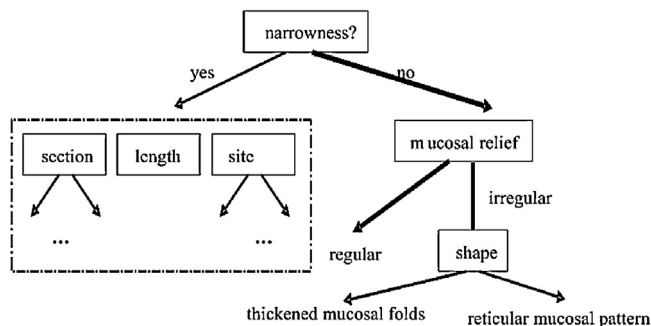 narrowness?
yes
no
section
length
site
mucosal relief
irregular
...
...
regular
shape
thickened mucosal folds
reticular mucosal pattern